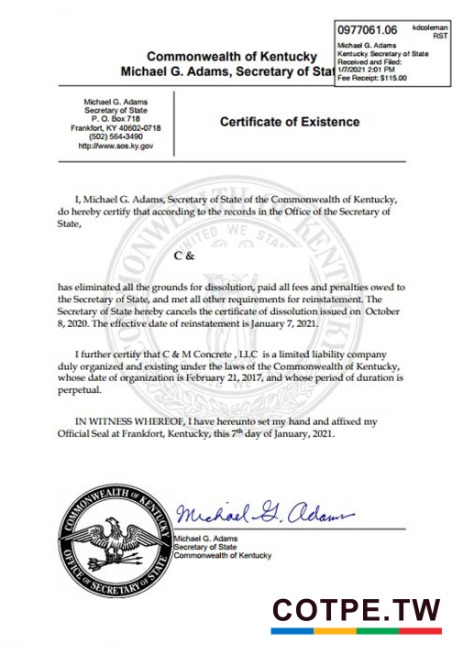 0977061.06
kdcoleman
RST
Michael G. Adams
Kentucky Secretary of State
Received and Filed:
1/7/2021 2:01 PM
Fee Receipt: $115.00
Commonwealth of Kentucky
Michael G. Adams, Secretary of Stat
Michael G. Adams
Secretary of State
P. O. Box 718
Frankfort, KY 40602-0718
(502) 564-3490
http://www.sos.ky.gov
Certificate of Existence
I, Michael G. Adams, Secretary of State of the Commonwealth of Kentucky,
do hereby certify that according to the records in the Office of the Secretary of
State,
C &
has eliminated all the grounds for dissolution, paid all fees and penalties owed to
the Secretary of State, and met all other requirements for reinstatement. The
Secretary of State hereby cancels the certificate of dissolution issued on October
8, 2020. The effective date of reinstatement is January 7, 2021.
I further certify that C & M Concrete , LLC is a limited liability company
duly organized and existing under the laws of the Commonwealth of Kentucky,
whose date of organization is February 21, 2017, and whose period of duration is
perpetual.
IN WITNESS WHEREOF, I have hereunto set my hand and affixed my
Official Seal at Frankfort, Kentucky, this 7th day of January, 2021.
COMMONWEALTH OF KENTUCKY
OFFICE OF SECRETARY OF STATE
Michael G. Adams
Michael G. Adams
Secretary of State
Commonwealth of Kentucky
COTPE.TW